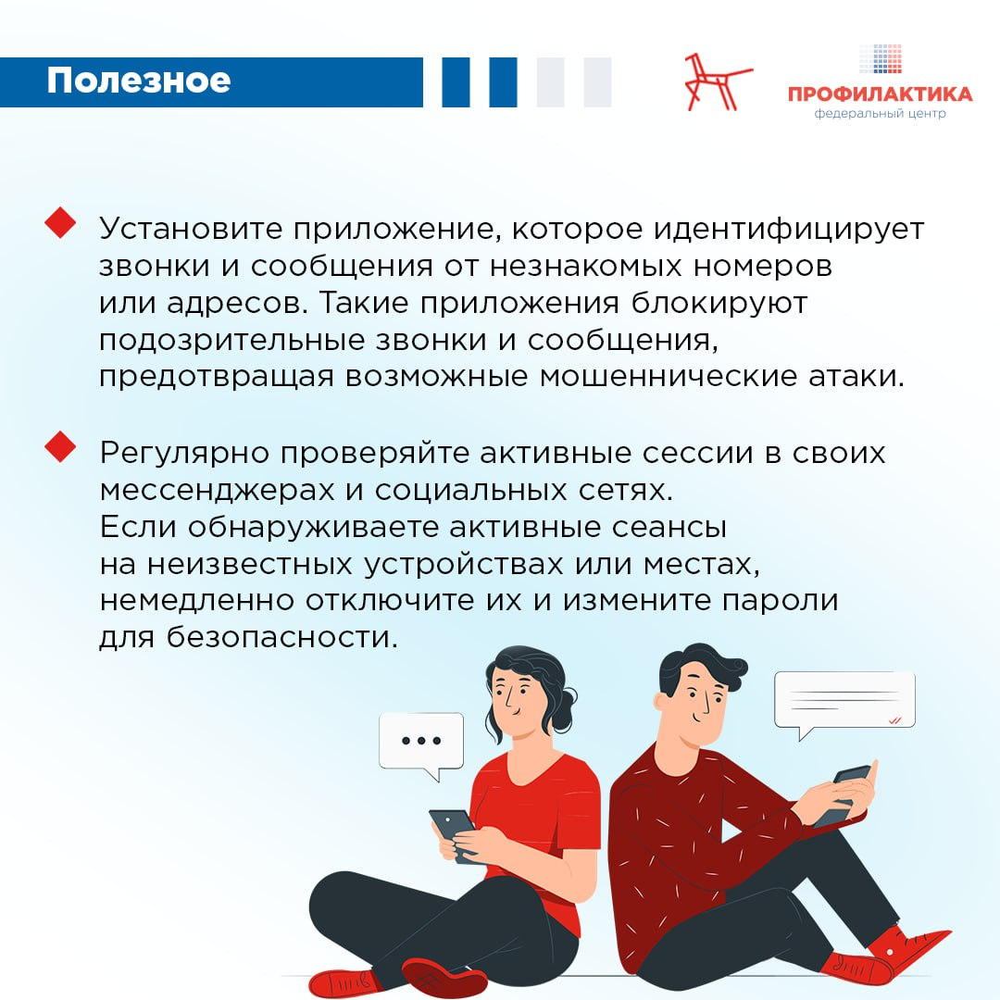 Полезное
ПРОФИЛАКТИКА
федеральный центр
Установите приложение, которое идентифицирует
звонки и сообщения от незнакомых номеров
или адресов. Такие приложения блокируют
подозрительные звонки и сообщения,
предотвращая возможные мошеннические атаки.
Регулярно проверяйте активные сессии в своих
мессенджерах и социальных сетях.
Если обнаруживаете активные сеансы
на неизвестных устройствах или местах,
немедленно отключите их и измените пароли
для безопасности.